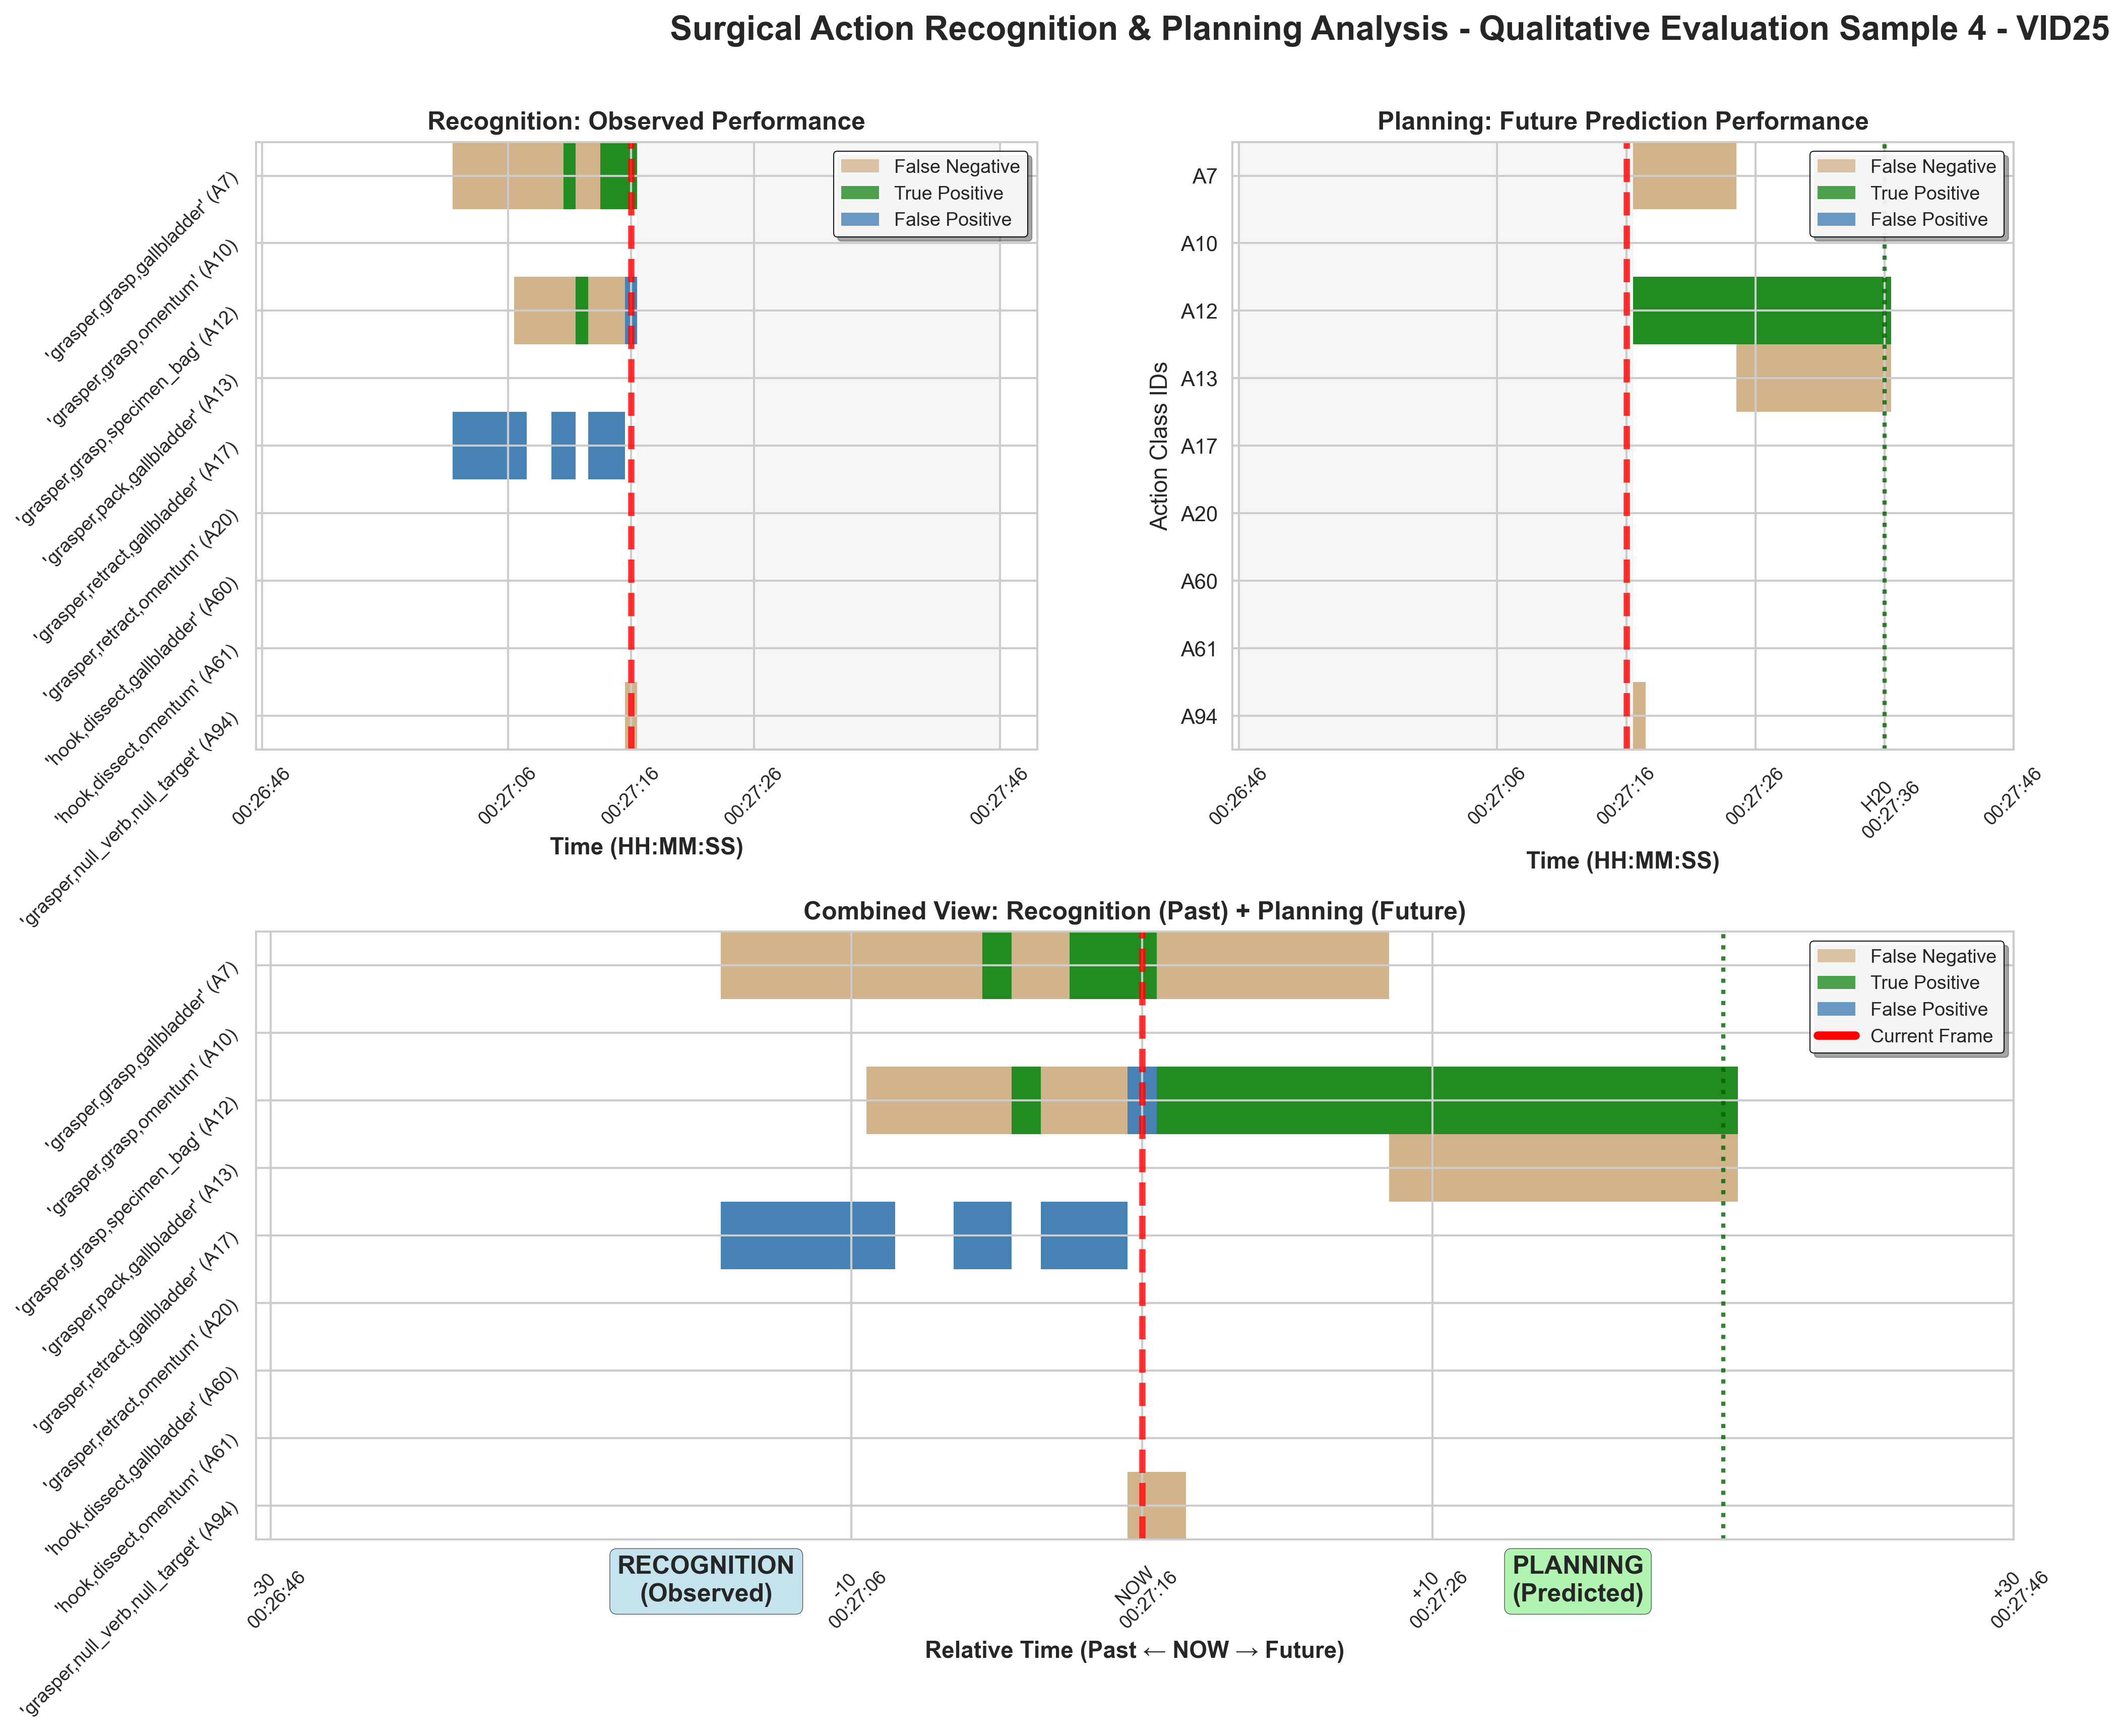 Surgical Action Recognition & Planning Analysis - Qualitative Evaluation Sample 4 - VID25
Recognition: Observed Performance
False Negative
True Positive
False Positive
'grasper,grasp,gallbladder' (A7)
'grasper,grasp,omentum' (A10)
'grasper,grasp,specimen_bag' (A12)
'grasper,pack,gallbladder' (A13)
'grasper,retract,gallbladder' (A17)
'grasper,retract,omentum' (A20)
'hook,dissect,gallbladder' (A60)
'hook,dissect,omentum' (A61)
'grasper,null_verb,null_target' (A94)
00:26:46
00:27:06
00:27:16
00:27:26
00:27:46
Time (HH:MM:SS)
Planning: Future Prediction Performance
False Negative
True Positive
False Positive
Action Class IDs
A7
A10
A12
A13
A17
A20
A60
A61
A94
00:26:46
00:27:06
00:27:16
00:27:26
H20
00:27:36
00:27:46
Time (HH:MM:SS)
Combined View: Recognition (Past) + Planning (Future)
False Negative
True Positive
False Positive
Current Frame
'grasper,grasp,gallbladder' (A7)
'grasper,grasp,omentum' (A10)
'grasper,grasp,specimen_bag' (A12)
'grasper,pack,gallbladder' (A13)
'grasper,retract,gallbladder' (A17)
'grasper,retract,omentum' (A20)
'hook,dissect,gallbladder' (A60)
'hook,dissect,omentum' (A61)
'grasper,null_verb,null_target' (A94)
-30
00:26:46
RECOGNITION
(Observed)
-10
00:27:06
NOW
00:27:16
+10
00:27:26
PLANNING
(Predicted)
+30
00:27:46
Relative Time (Past ← NOW → Future)